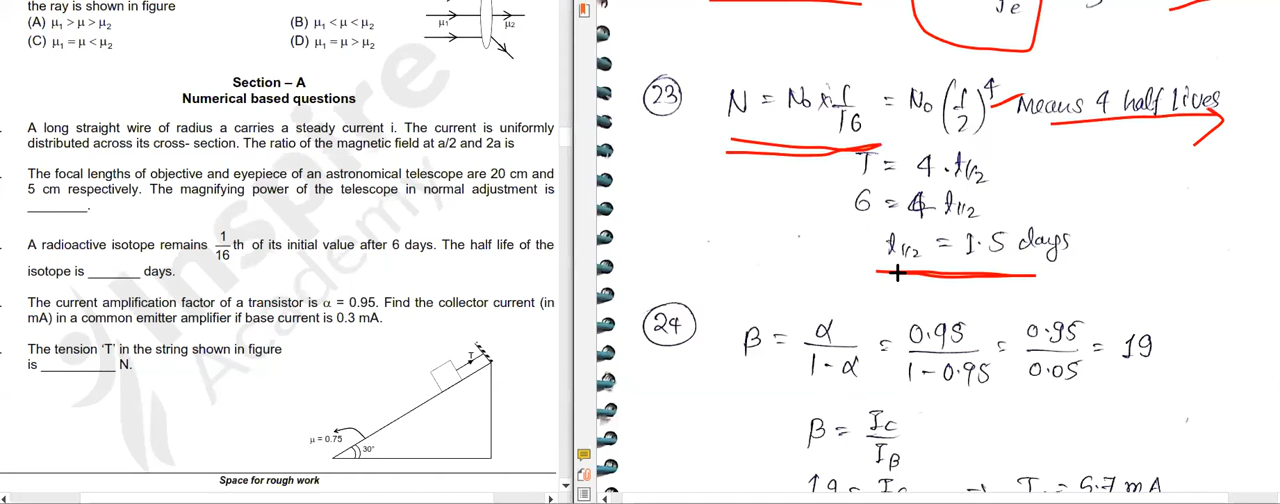 the ray is shown in figure
(A) μ₁ > μ > μ₂ (B) μ₁ < μ < μ₂
(C) μ₁ = μ < μ₂ (D) μ₁ = μ > μ₂
μ₁ μ₂
Section – A
Numerical based questions
A long straight wire of radius a carries a steady current i. The current is uniformly
distributed across its cross- section. The ratio of the magnetic field at a/2 and 2a is
The focal lengths of objective and eyepiece of an astronomical telescope are 20 cm and
5 cm respectively. The magnifying power of the telescope in normal adjustment is
________.
A radioactive isotope remains 1/16 th of its initial value after 6 days. The half life of the
isotope is ________ days.
The current amplification factor of a transistor is α = 0.95. Find the collector current (in
mA) in a common emitter amplifier if base current is 0.3 mA.
The tension 'T' in the string shown in figure
is ____________ N.
T
μ = 0.75
30°
Space for rough work
Inspire
Academy
(23) N = N₀ × 1/16 = N₀ (1/2)⁴ Means 4 half lives
T = 4 · t1/2
6 = 4 t1/2
t1/2 = 1.5 days
(24) β = α/(1 - α) = 0.95/(1 - 0.95) = 0.95/0.05 = 19
β = I_C/I_B